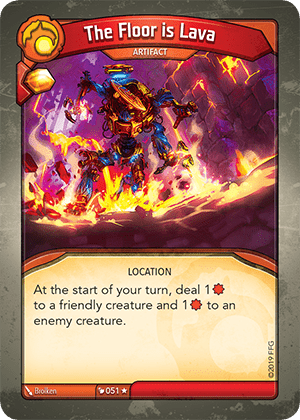 The Floor is Lava
ARTIFACT
LOCATION
At the start of your turn, deal 1
to a friendly creature and 1 to an
enemy creature.
Broiken
051
©2019 FFG